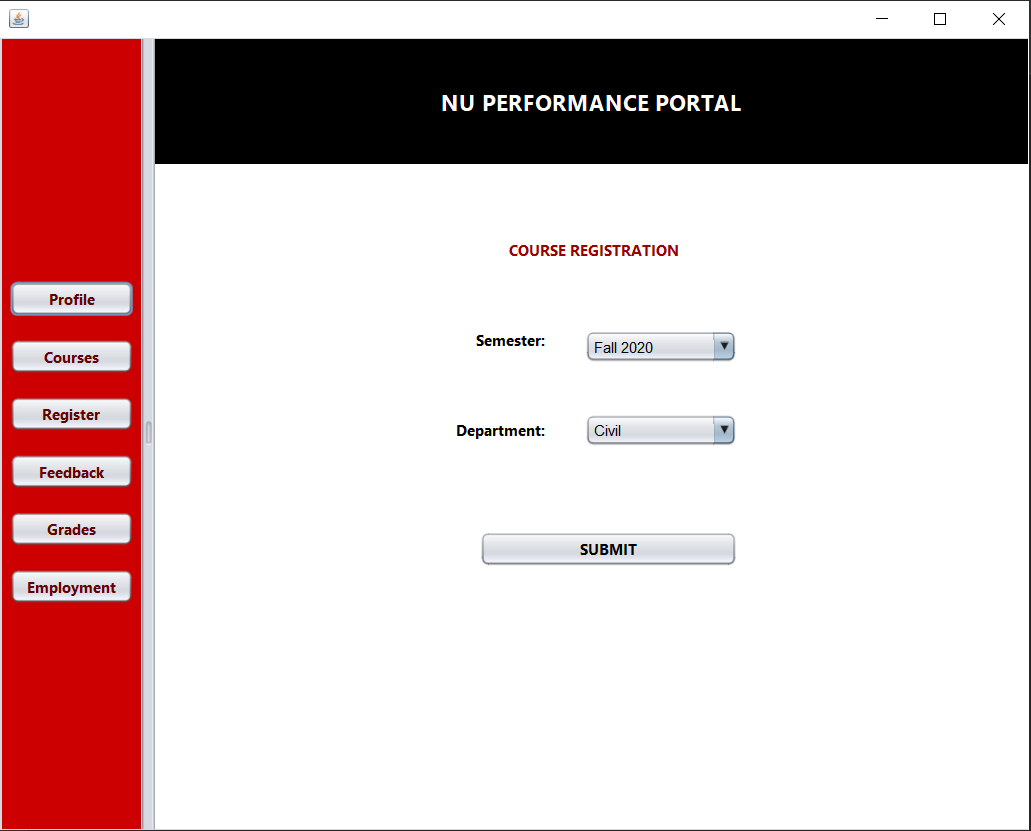 NU PERFORMANCE PORTAL
COURSE REGISTRATION
Profile
Courses
Register
Feedback
Grades
Employment
Semester: Fall 2020
Department: Civil
SUBMIT